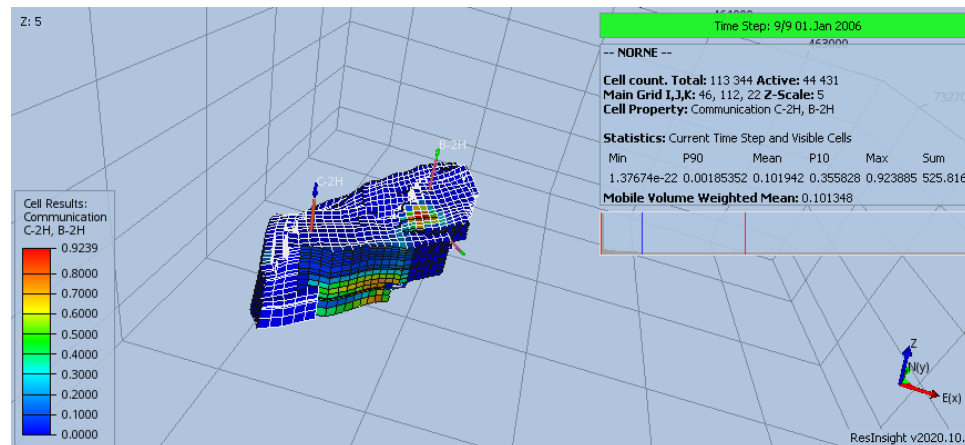 Z: 5
Time Step: 9/9 01.Jan 2006
463000
-- NORNE --
73270
Cell count. Total: 113 344 Active: 44 431
Main Grid I,J,K: 46, 112, 22 Z-Scale: 5
Cell Property: Communication C-2H, B-2H
Statistics: Current Time Step and Visible Cells
Min P90 Mean P10 Max Sum
1.37674e-22 0.00185352 0.101942 0.355828 0.923885 525.816
Mobile Volume Weighted Mean: 0.101348
B-2H
C-2H
Cell Results:
Communication
C-2H, B-2H
0.9239
0.8000
0.7000
0.6000
0.5000
0.4000
0.3000
0.2000
0.1000
0.0000
Z
N(y)
E(x)
ResInsight v2020.10.